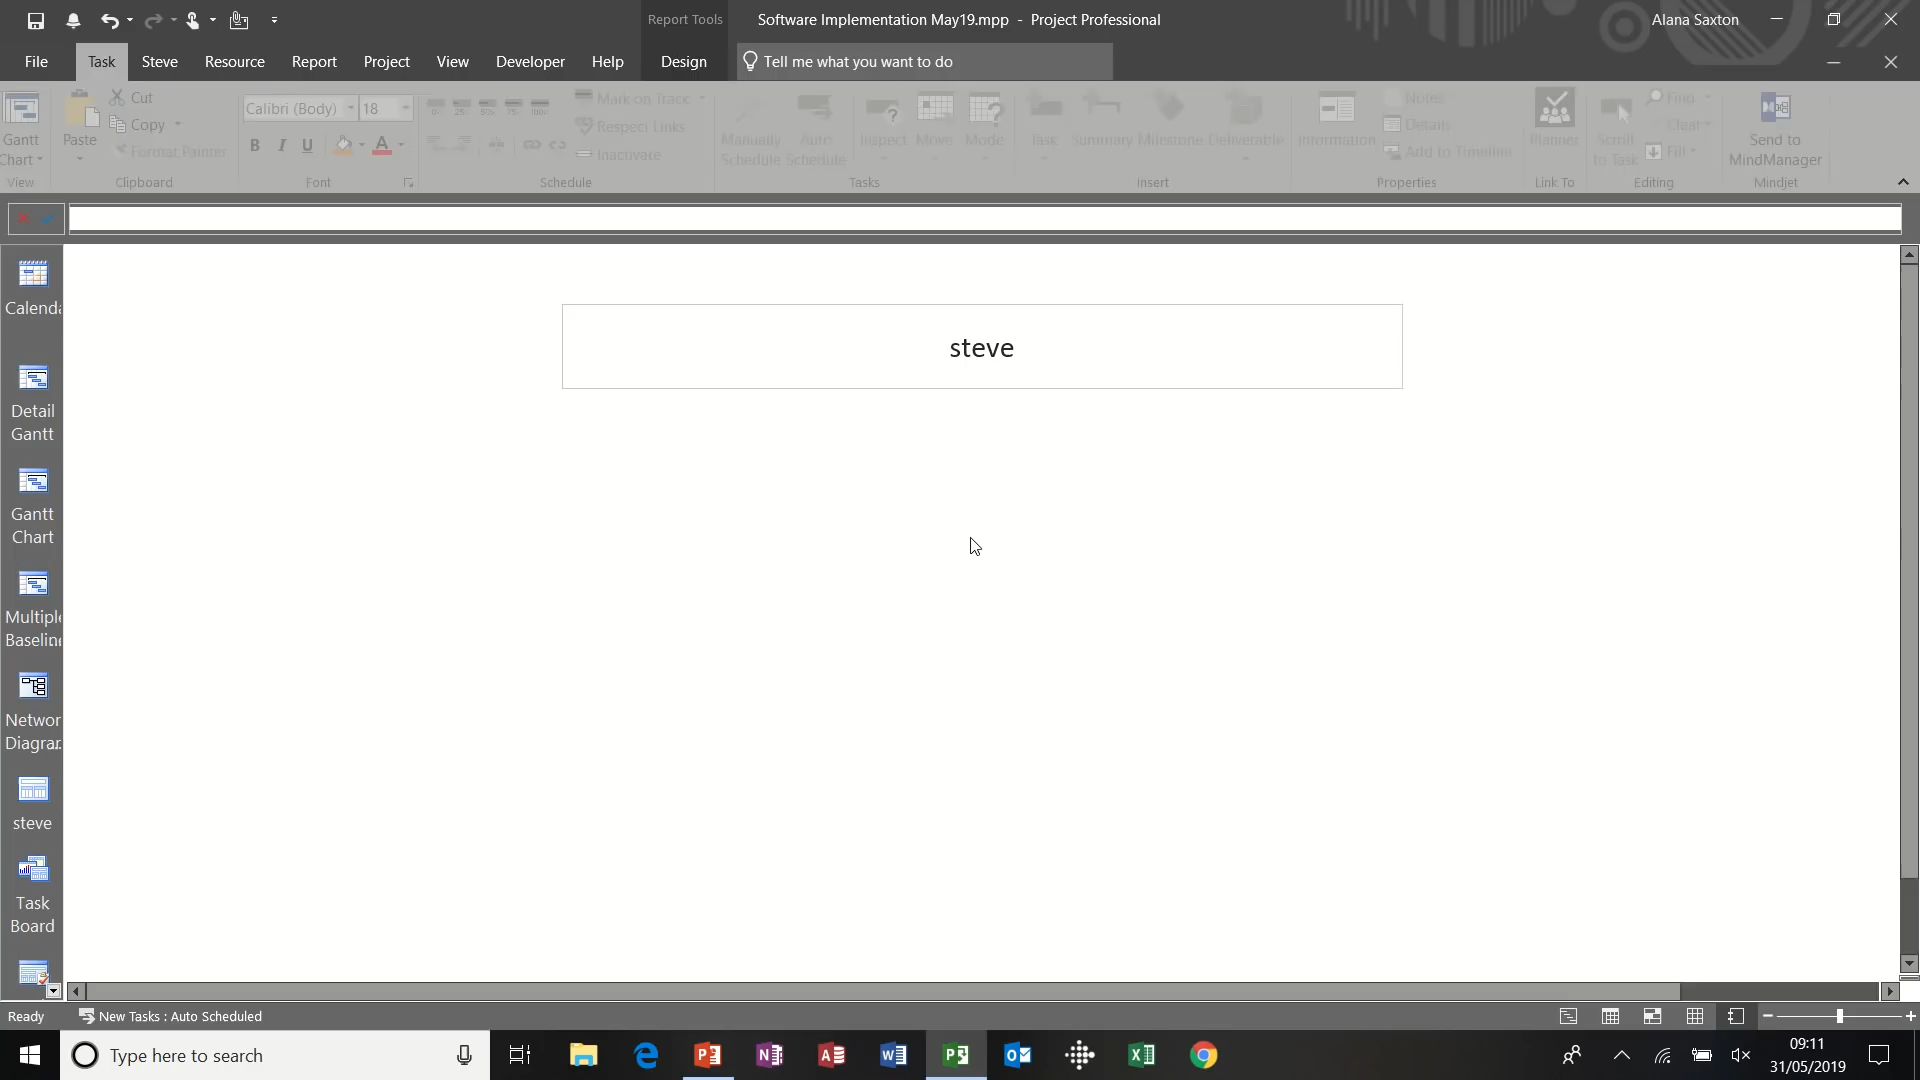 Report Tools
Software Implementation May19.mpp - Project Professional
Alana Saxton
File Task Steve Resource Report Project View Developer Help Design Tell me what you want to do
Gantt Chart
View
Paste
Cut
Copy
Format Painter
Clipboard
Calibri (Body) 18
B I U A
Font
Mark on Track
Respect Links
Inactivate
Schedule
Manually Schedule
Auto Schedule
Inspect
Move
Mode
Tasks
Task
Summary
Milestone
Deliverable
Insert
Information
Notes
Details
Add to Timeline
Properties
Planner
Link To
Scroll to Task
Find
Clear
Fill
Editing
Send to MindManager
Mindjet
steve
Calenda
Detail
Gantt
Gantt
Chart
Multiple
Baseline
Network
Diagram
steve
Task
Board
Ready New Tasks : Auto Scheduled
Type here to search
09:11
31/05/2019